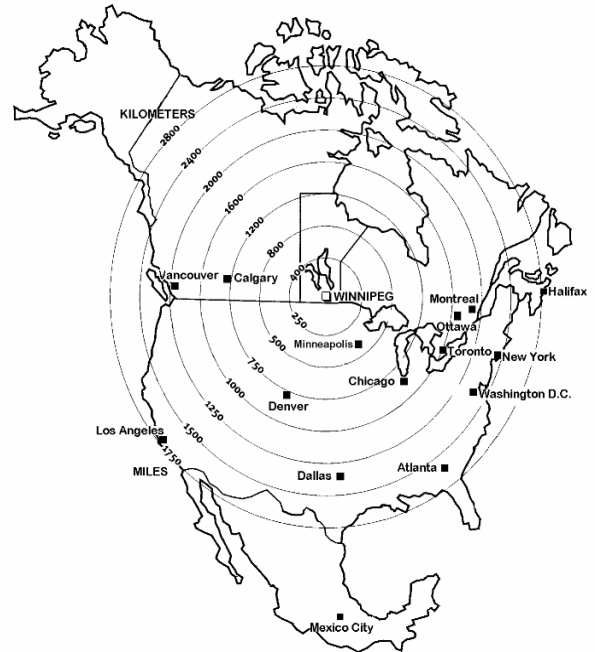 KILOMETERS
2800
2400
2000
1600
1200
800
400
Vancouver
Calgary
WINNIPEG
Halifax
Montreal
Ottawa
250
Minneapolis
500
Toronto
New York
750
Chicago
1000
Denver
Washington D.C.
1250
Los Angeles
1500
1750
MILES
Dallas
Atlanta
Mexico City